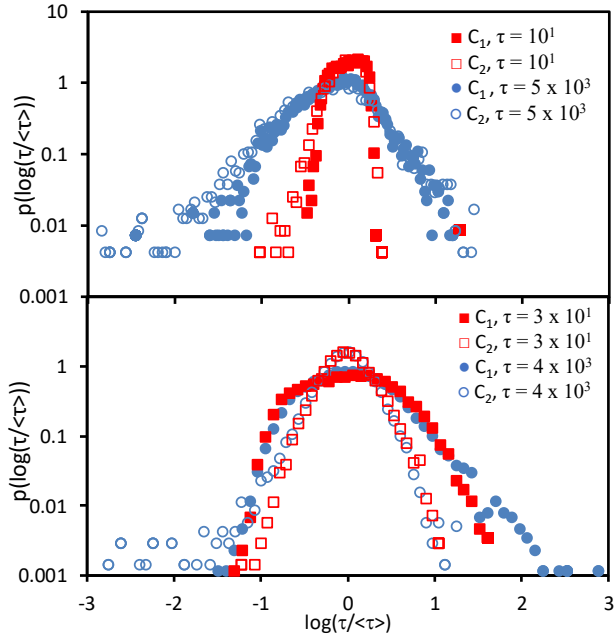 10
1
0.1
0.01
0.001
p(log(τ/<τ>))
C₁, τ = 10¹
C₂, τ = 10¹
C₁, τ = 5 x 10³
C₂, τ = 5 x 10³
1
0.1
0.01
0.001
p(log(τ/<τ>))
C₁, τ = 3 x 10¹
C₂, τ = 3 x 10¹
C₁, τ = 4 x 10³
C₂, τ = 4 x 10³
-3 -2 -1 0 1 2 3
log(τ/<τ>)